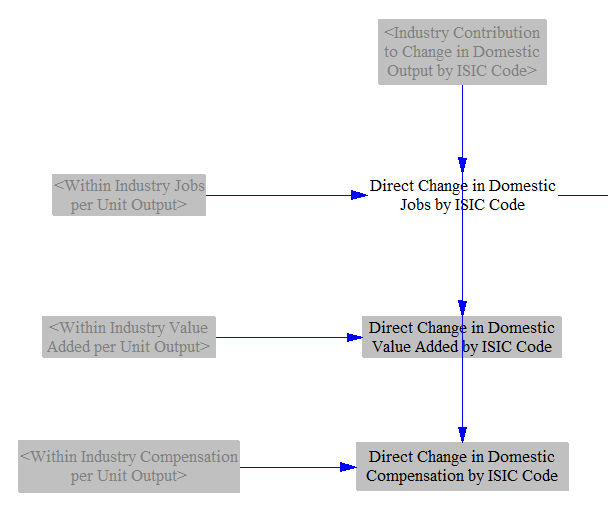 <Industry Contribution
to Change in Domestic
Output by ISIC Code>
<Within Industry Jobs
per Unit Output>
Direct Change in Domestic
Jobs by ISIC Code
<Within Industry Value
Added per Unit Output>
Direct Change in Domestic
Value Added by ISIC Code
<Within Industry Compensation
per Unit Output>
Direct Change in Domestic
Compensation by ISIC Code